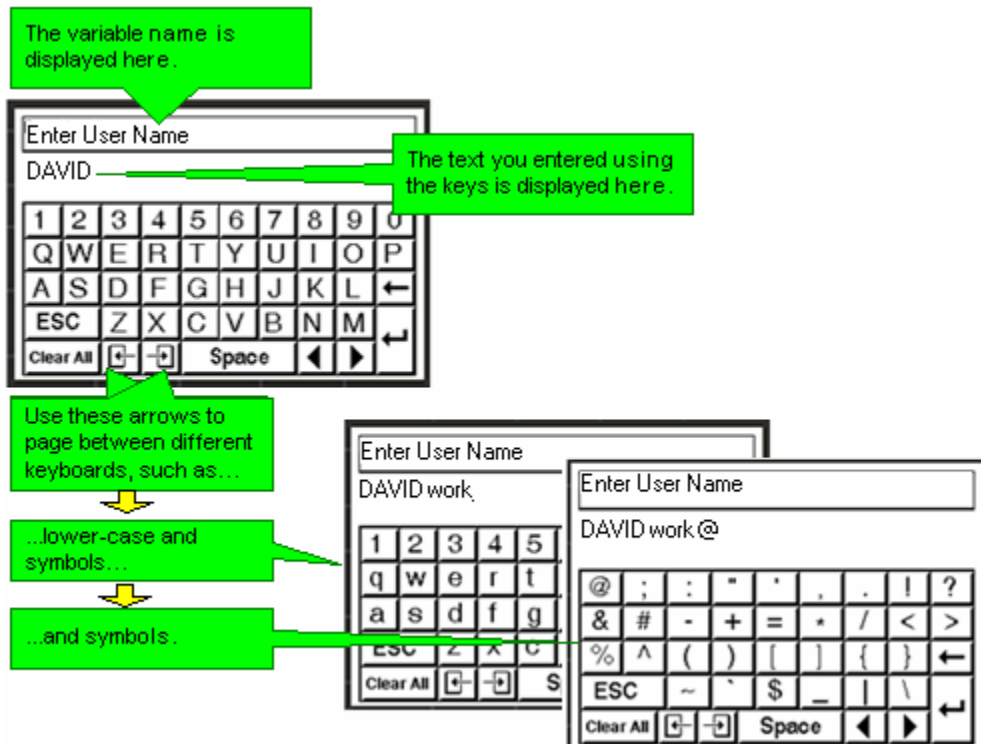 The variable name is
displayed here.
Enter User Name
DAVID
The text you entered using
the keys is displayed here.
1 2 3 4 5 6 7 8 9 0
Q W E R T Y U I O P
A S D F G H J K L ←
ESC Z X C V B N M ↵
Clear All Space ◀ ▶
Use these arrows to
page between different
keyboards, such as...
...lower-case and
symbols...
...and symbols.
Enter User Name
DAVID work
1 2 3 4 5
q w e r t
a s d f g
ESC z x c
Clear All S
Enter User Name
DAVID work @
@ ; : " ' , . ! ?
& # - + = * / < >
% ^ ( ) [ ] { } ←
ESC ~ ` $ _ | \ ↵
Clear All Space ◀ ▶